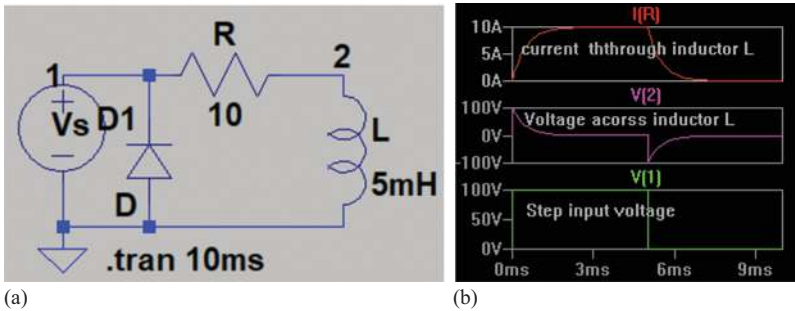 R
1
2
+
Vs
D1
10
L
5mH
D
.tran 10ms
(a)
I(R)
10A
5A
0A
current ththrough inductor L
V(2)
100V
0V
-100V
Voltage acorss inductor L
V(1)
100V
50V
0V
Step input voltage
0ms 3ms 6ms 9ms
(b)